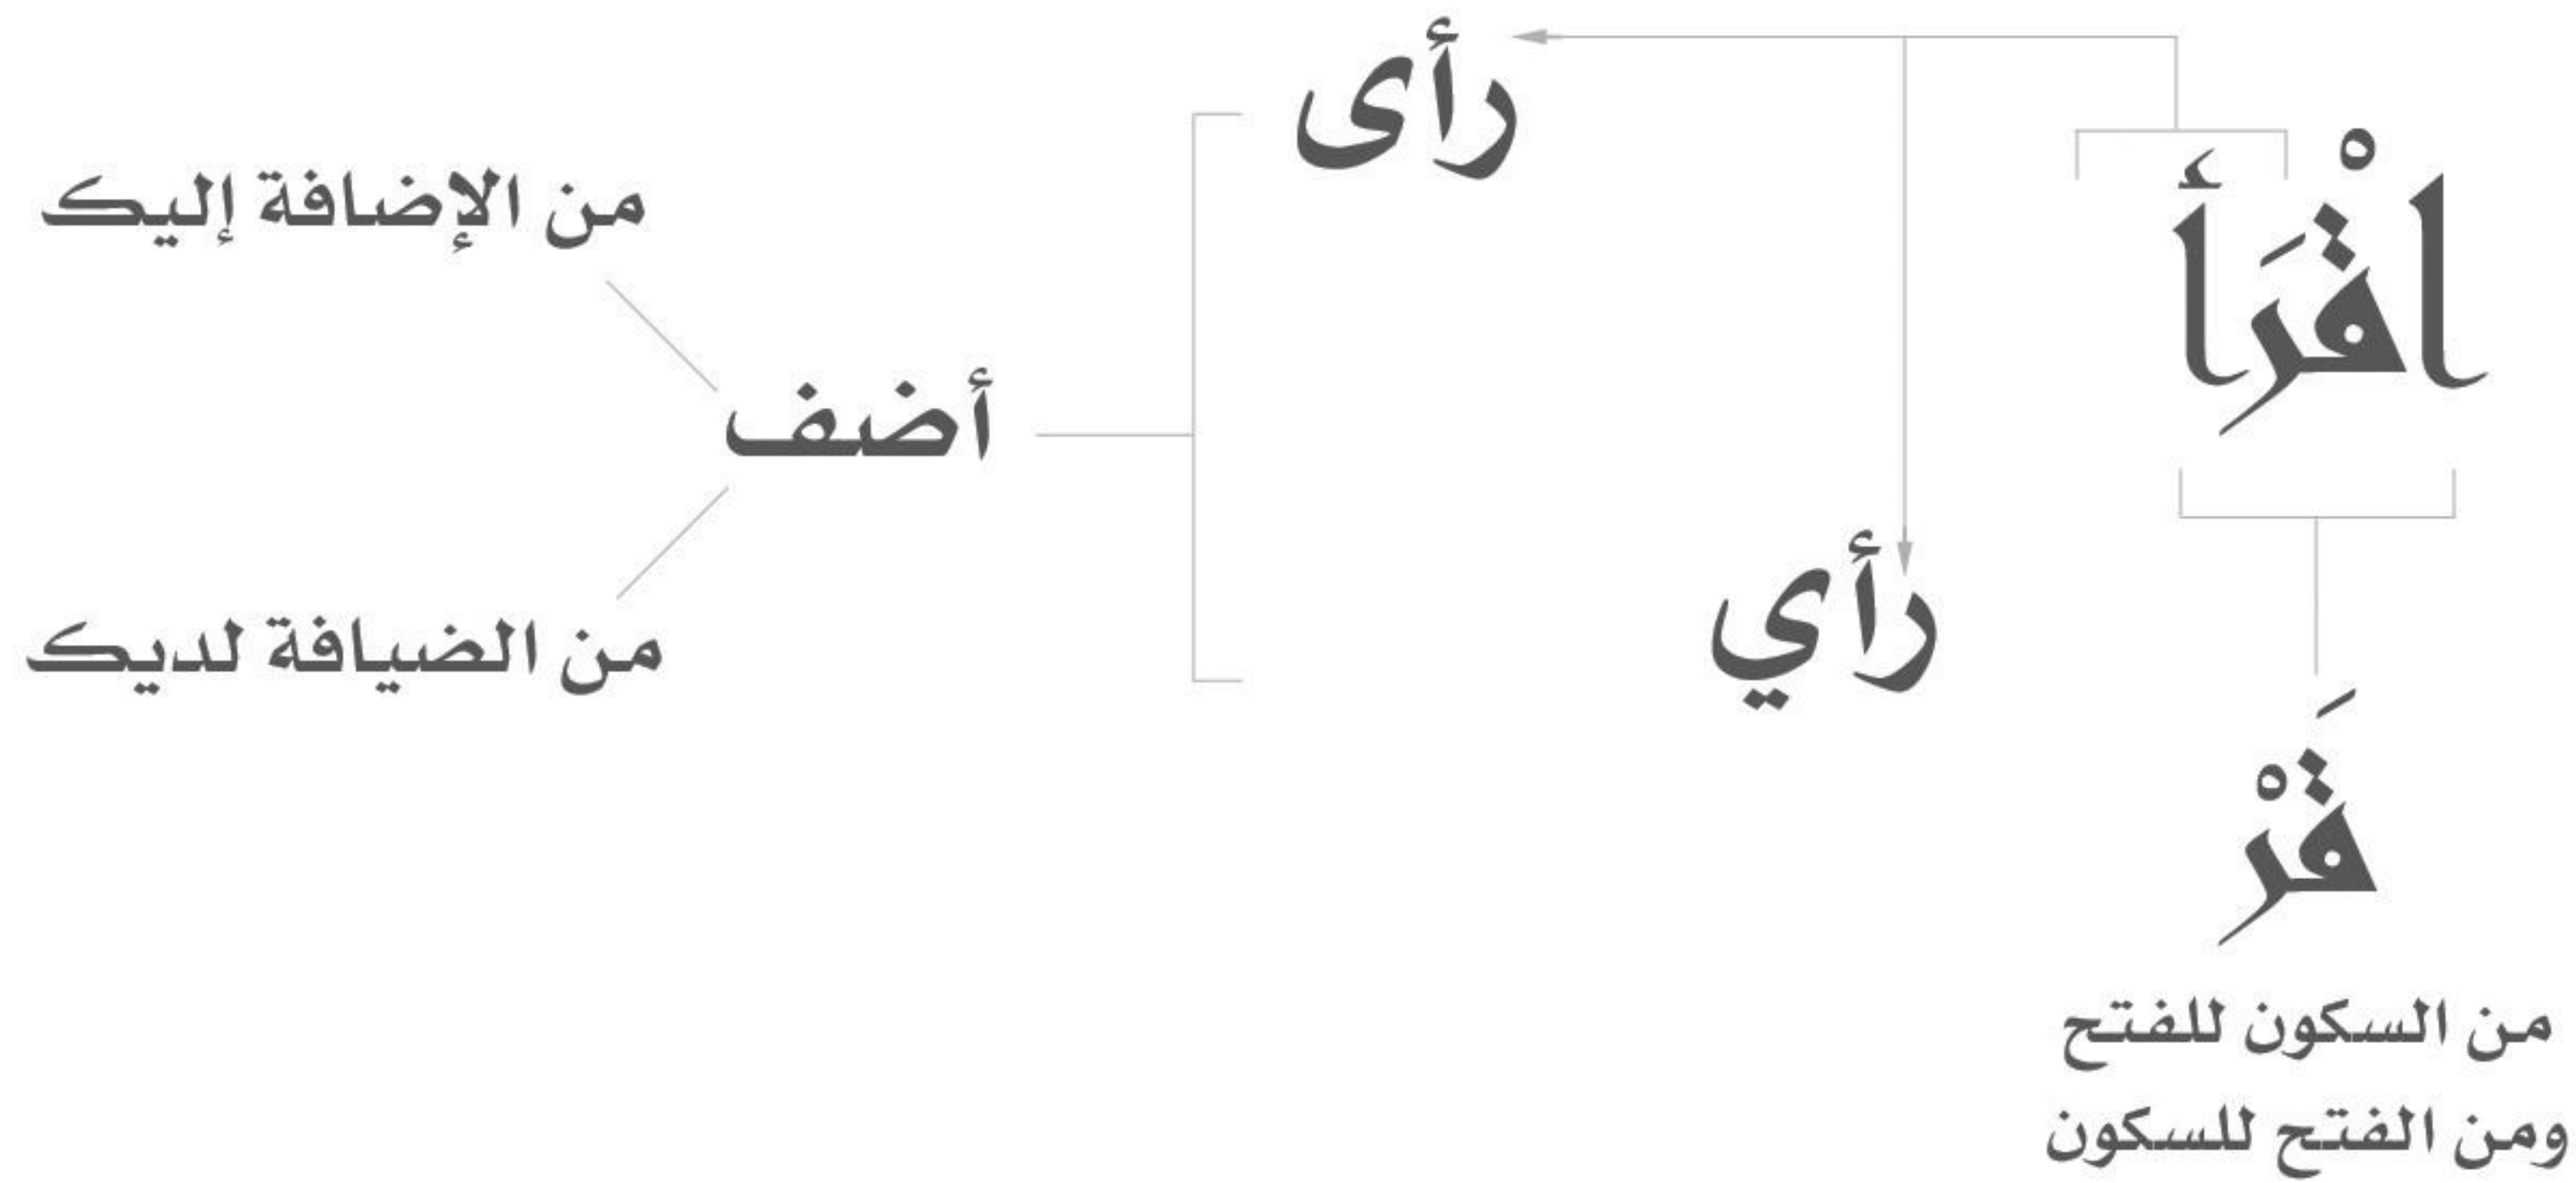 اقْرَأ
رأى
رأي
قَرْ
من السكون للفتح
ومن الفتح للسكون
أضف
من الإضافة إليك
من الضيافة لديك